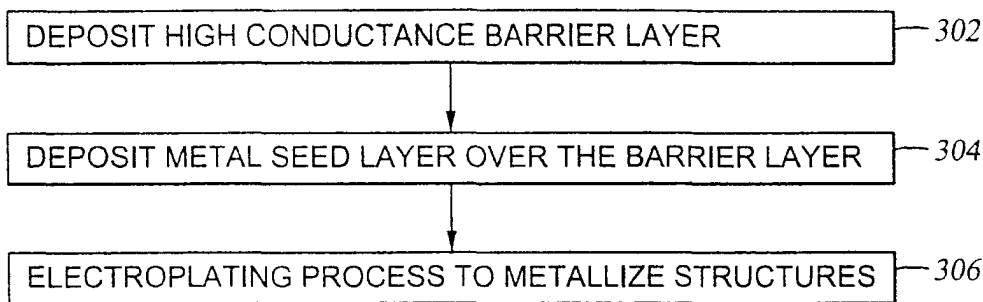 DEPOSIT HIGH CONDUCTANCE BARRIER LAYER 302
DEPOSIT METAL SEED LAYER OVER THE BARRIER LAYER 304
ELECTROPLATING PROCESS TO METALLIZE STRUCTURES 306